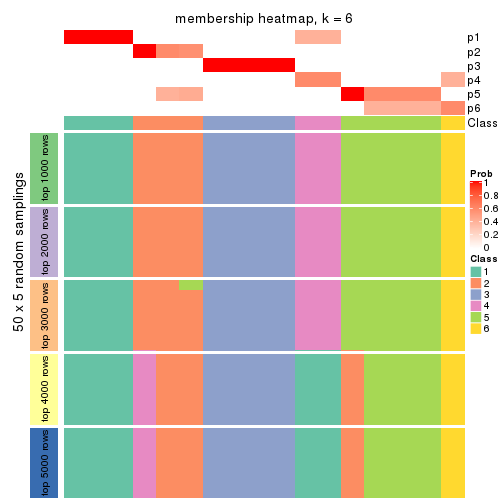 membership heatmap, k = 6
p1
p2
p3
p4
p5
p6
Class
50 x 5 random samplings
top 1000 rows
top 2000 rows
top 3000 rows
top 4000 rows
top 5000 rows
Prob
1
0.8
0.6
0.4
0.2
0
Class
1
2
3
4
5
6